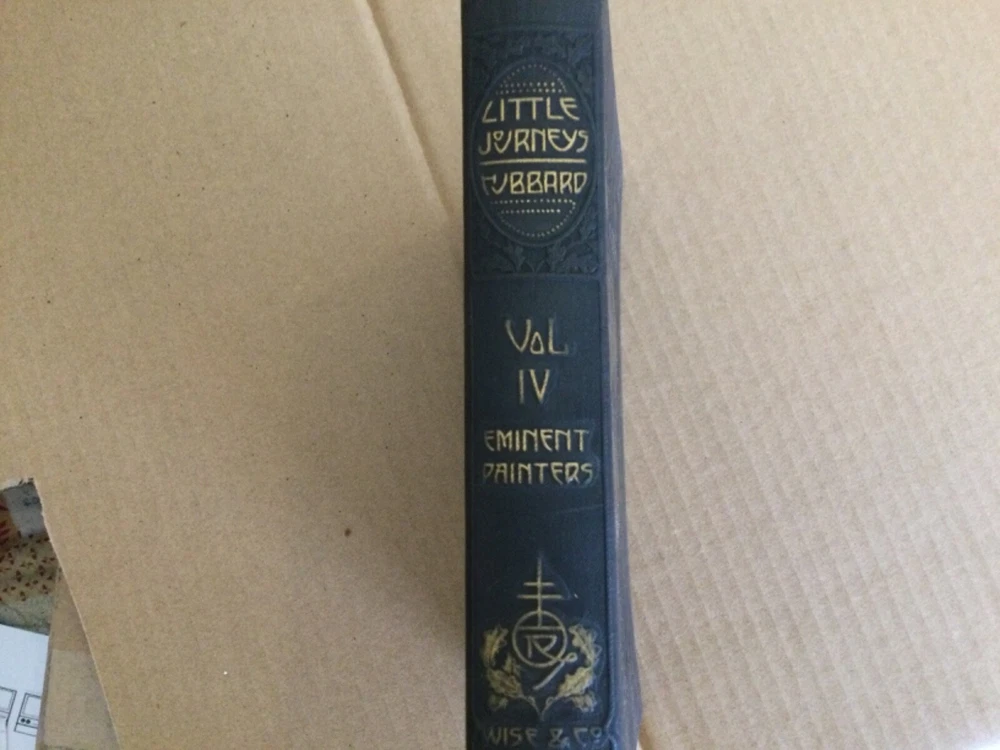 LITTLE
JOURNEYS
HUBBARD
VOL
IV
EMINENT
PAINTERS
R
WISE & Co